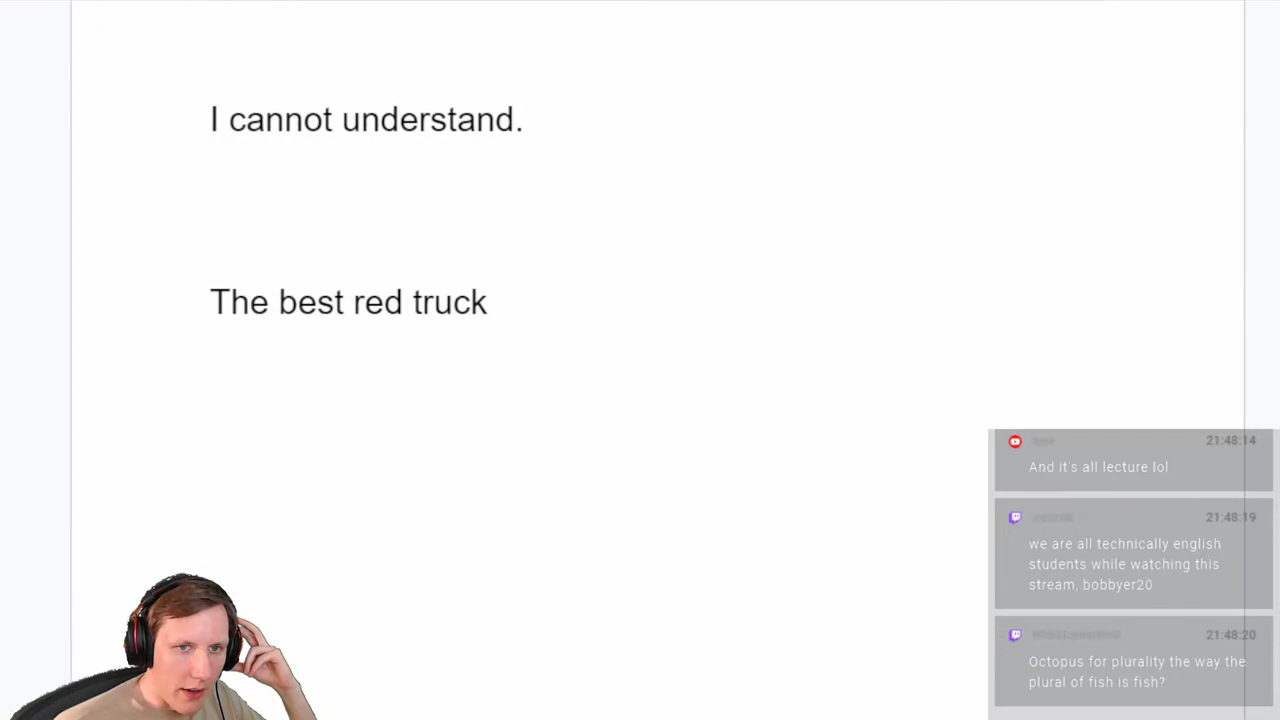 I cannot understand.
The best red truck
21:48:14
And it's all lecture lol
21:48:19
we are all technically english
students while watching this
stream, bobbyer20
21:48:20
Octopus for plurality the way the
plural of fish is fish?